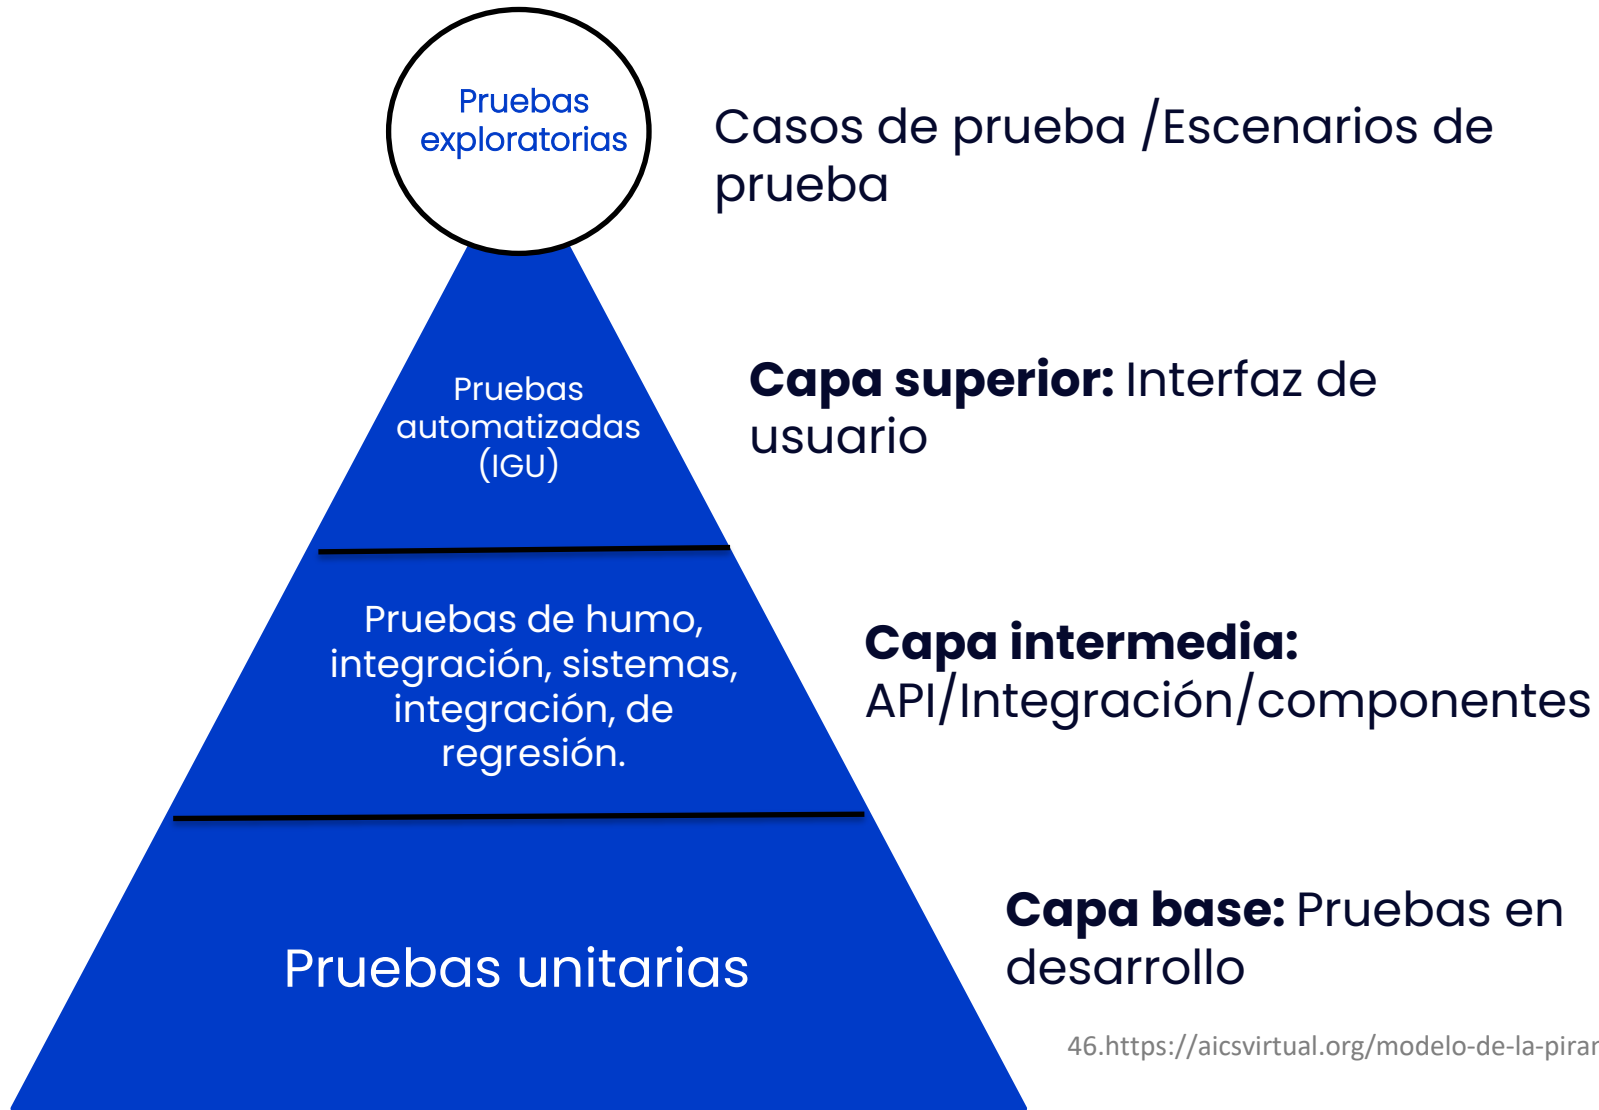 Pruebas
exploratorias
Casos de prueba /Escenarios de
prueba
Pruebas
automatizadas
(IGU)
Capa superior: Interfaz de
usuario
Pruebas de humo,
integración, sistemas,
integración, de
regresión.
Capa intermedia:
API/Integración/componentes
Pruebas unitarias
Capa base: Pruebas en
desarrollo
46.https://aicsvirtual.org/modelo-de-la-pirar